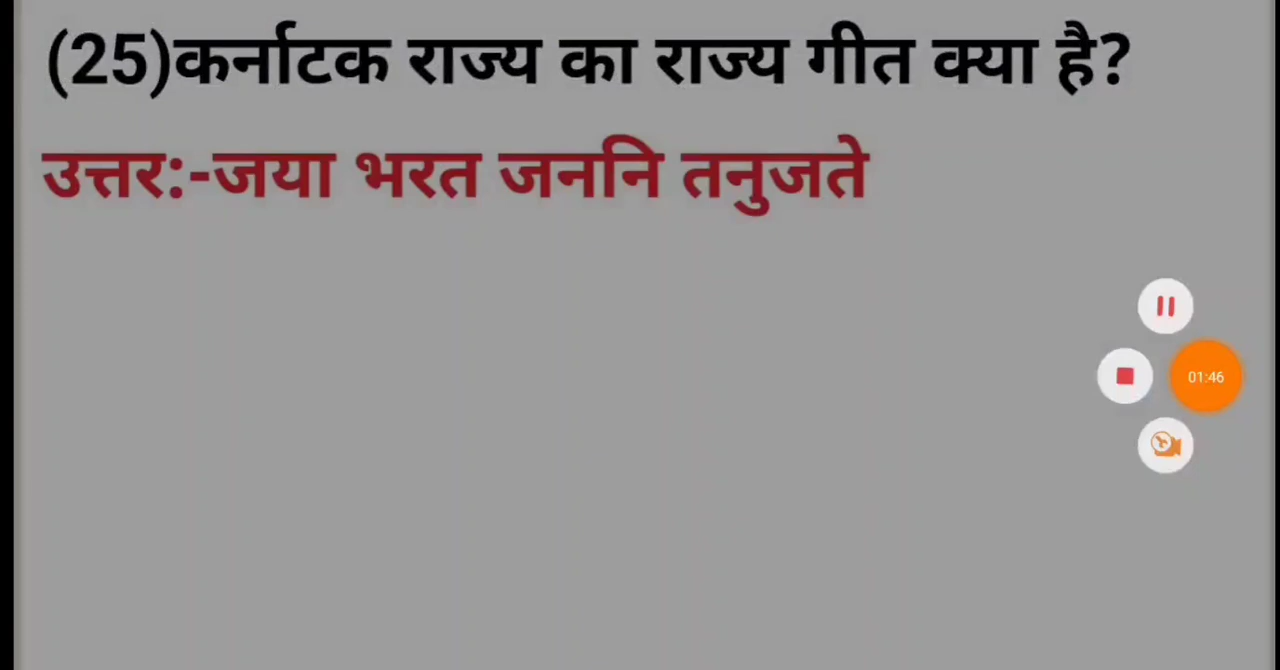 (25)कर्नाटक राज्य का राज्य गीत क्या है?
उत्तर:-जया भरत जननि तनुजते
01:46